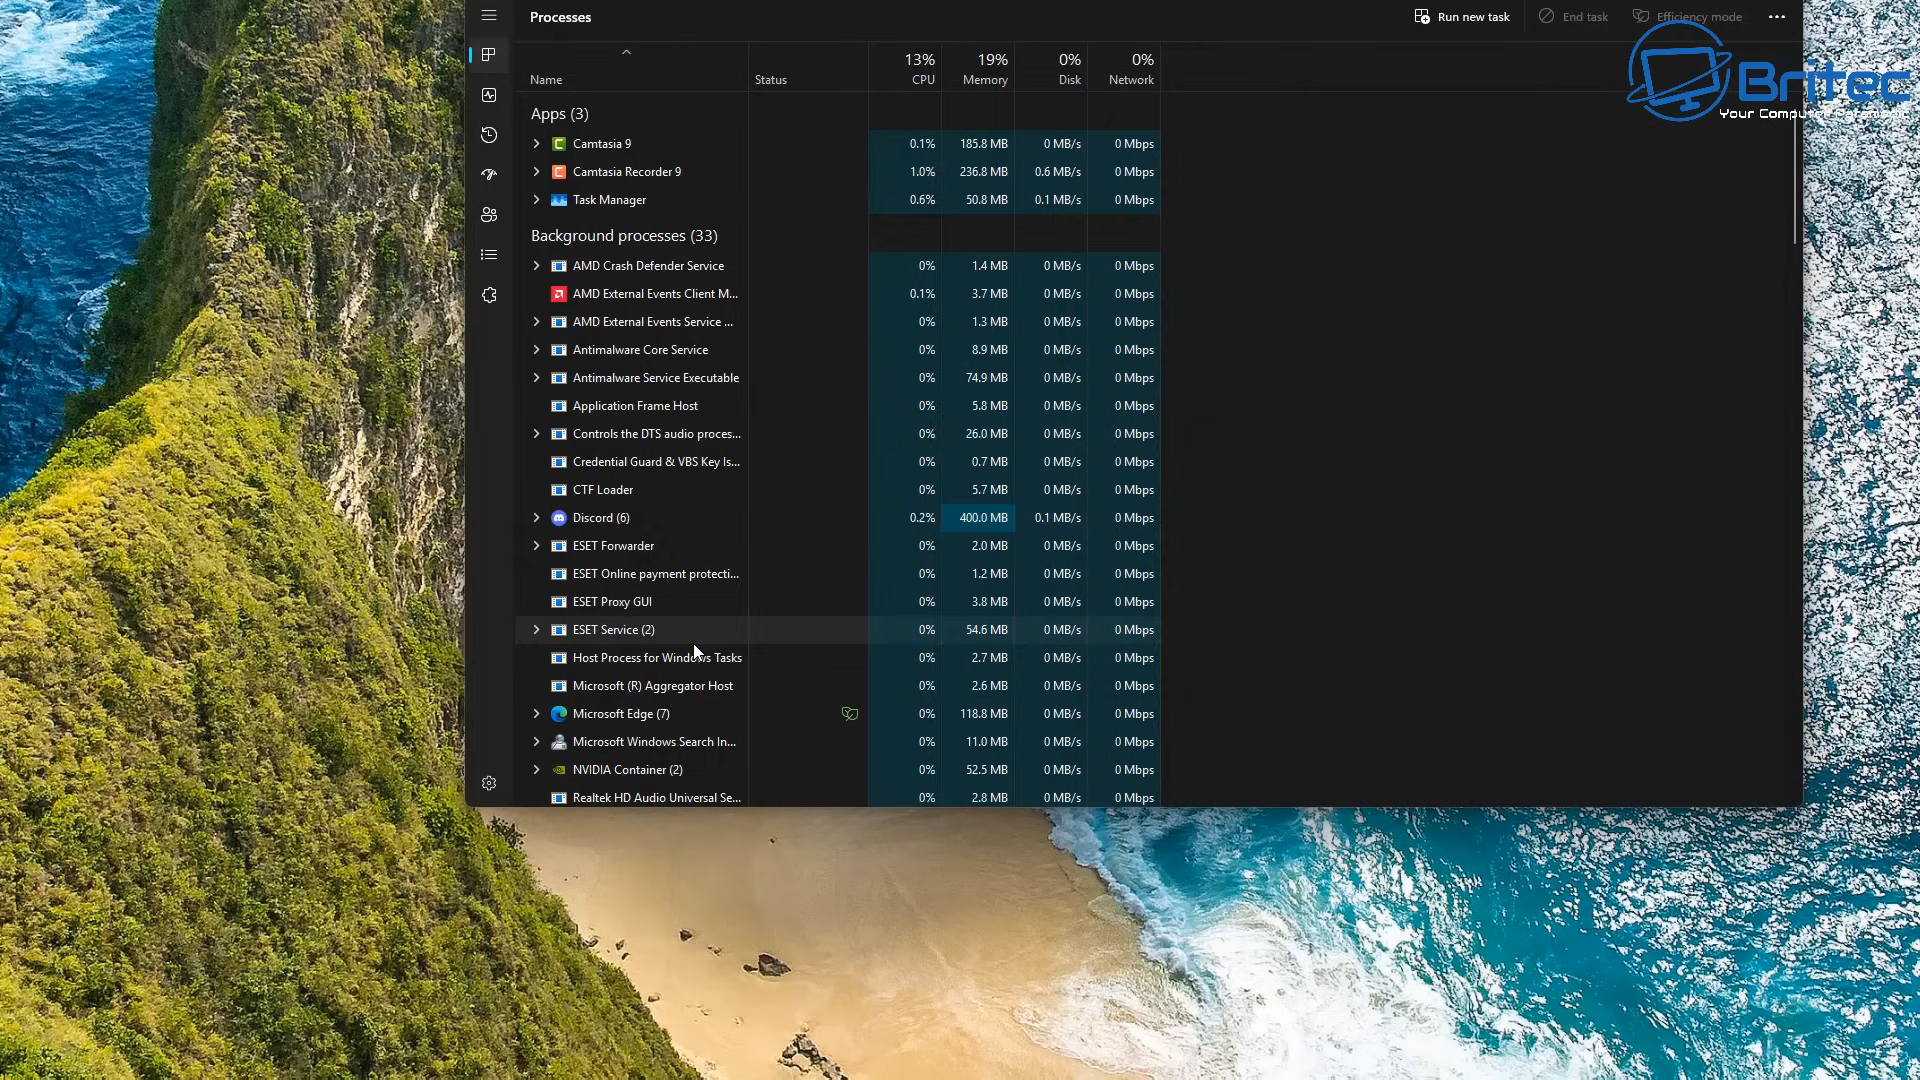 Processes
Run new task
End task
Efficiency mode
Britec
Your Computer Paramedic
13% 19% 0% 0%
Name Status CPU Memory Disk Network
Apps (3)
Camtasia 9 0.1% 185.8 MB 0 MB/s 0 Mbps
Camtasia Recorder 9 1.0% 236.8 MB 0.6 MB/s 0 Mbps
Task Manager 0.6% 50.8 MB 0.1 MB/s 0 Mbps
Background processes (33)
AMD Crash Defender Service 0% 1.4 MB 0 MB/s 0 Mbps
AMD External Events Client M... 0.1% 3.7 MB 0 MB/s 0 Mbps
AMD External Events Service ... 0% 1.3 MB 0 MB/s 0 Mbps
Antimalware Core Service 0% 8.9 MB 0 MB/s 0 Mbps
Antimalware Service Executable 0% 74.9 MB 0 MB/s 0 Mbps
Application Frame Host 0% 5.8 MB 0 MB/s 0 Mbps
Controls the DTS audio proces... 0% 26.0 MB 0 MB/s 0 Mbps
Credential Guard & VBS Key Is... 0% 0.7 MB 0 MB/s 0 Mbps
CTF Loader 0% 5.7 MB 0 MB/s 0 Mbps
Discord (6) 0.2% 400.0 MB 0.1 MB/s 0 Mbps
ESET Forwarder 0% 2.0 MB 0 MB/s 0 Mbps
ESET Online payment protecti... 0% 1.2 MB 0 MB/s 0 Mbps
ESET Proxy GUI 0% 3.8 MB 0 MB/s 0 Mbps
ESET Service (2) 0% 54.6 MB 0 MB/s 0 Mbps
Host Process for Windows Tasks 0% 2.7 MB 0 MB/s 0 Mbps
Microsoft (R) Aggregator Host 0% 2.6 MB 0 MB/s 0 Mbps
Microsoft Edge (7) 0% 118.8 MB 0 MB/s 0 Mbps
Microsoft Windows Search In... 0% 11.0 MB 0 MB/s 0 Mbps
NVIDIA Container (2) 0% 52.5 MB 0 MB/s 0 Mbps
Realtek HD Audio Universal Se... 0% 2.8 MB 0 MB/s 0 Mbps